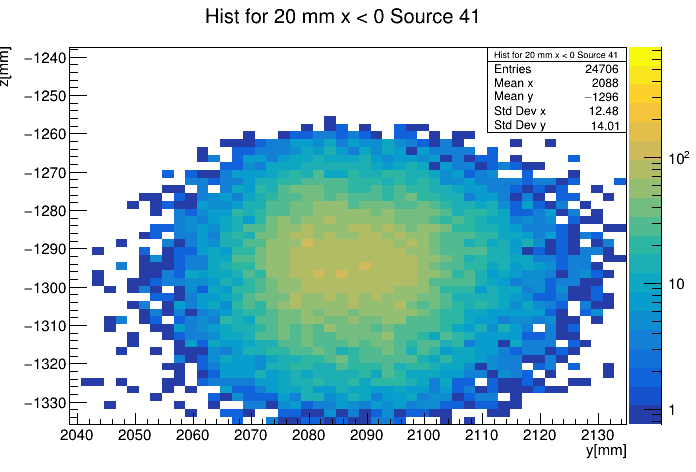 Hist for 20 mm x < 0 Source 41
z[mm]
Hist for 20 mm x < 0 Source 41
Entries 24706
Mean x 2088
Mean y −1296
Std Dev x 12.48
Std Dev y 14.01
−1240
−1250
−1260
−1270
−1280
−1290
−1300
−1310
−1320
−1330
10²
10
1
2040 2050 2060 2070 2080 2090 2100 2110 2120 2130
y[mm]